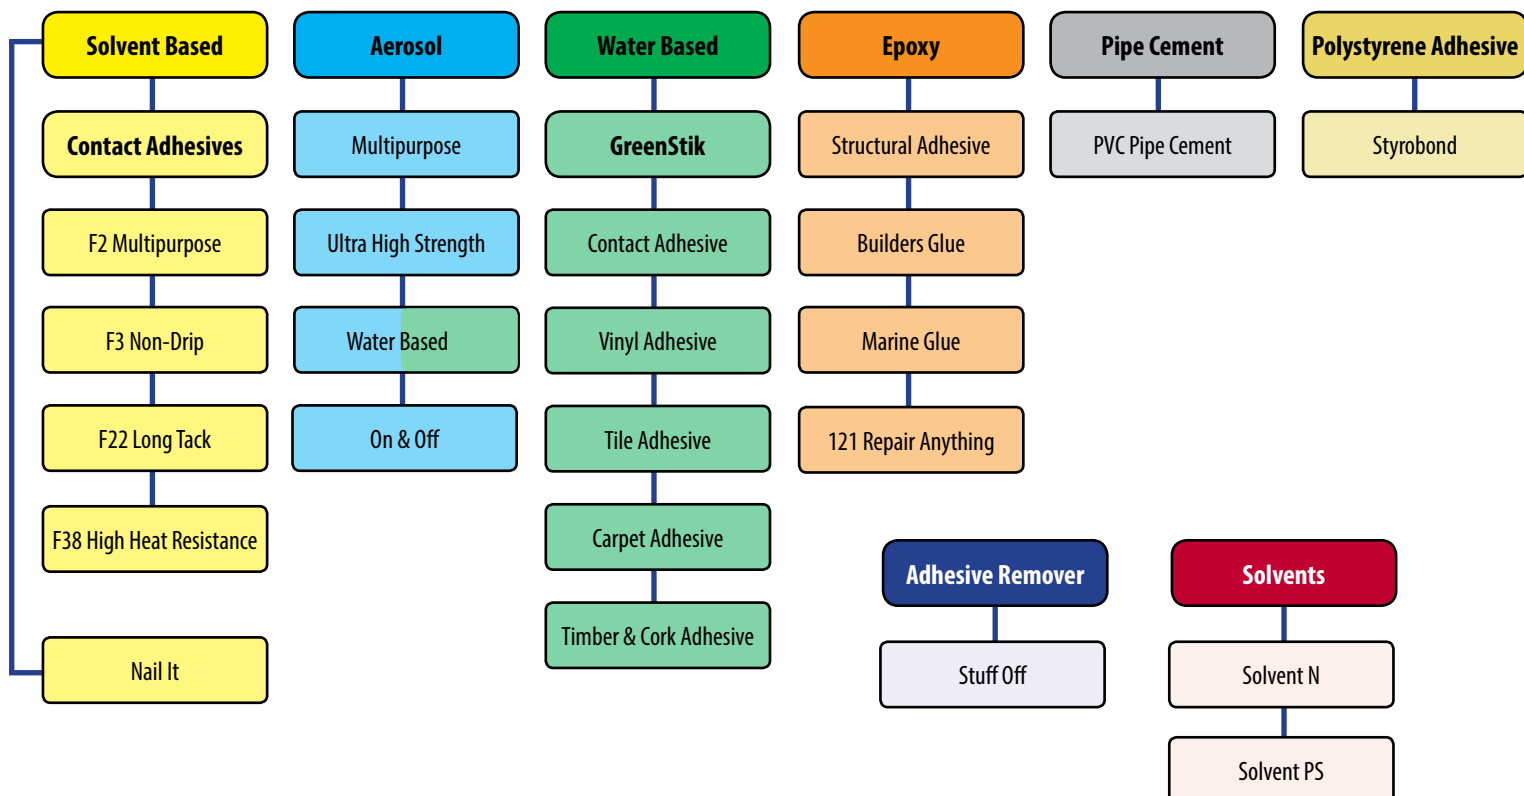 Solvent Based
Contact Adhesives
F2 Multipurpose
F3 Non-Drip
F22 Long Tack
F38 High Heat Resistance
Nail It
Aerosol
Multipurpose
Ultra High Strength
Water Based
On & Off
Water Based
GreenStik
Contact Adhesive
Vinyl Adhesive
Tile Adhesive
Carpet Adhesive
Timber & Cork Adhesive
Epoxy
Structural Adhesive
Builders Glue
Marine Glue
121 Repair Anything
Pipe Cement
PVC Pipe Cement
Polystyrene Adhesive
Styrobond
Adhesive Remover
Stuff Off
Solvents
Solvent N
Solvent PS